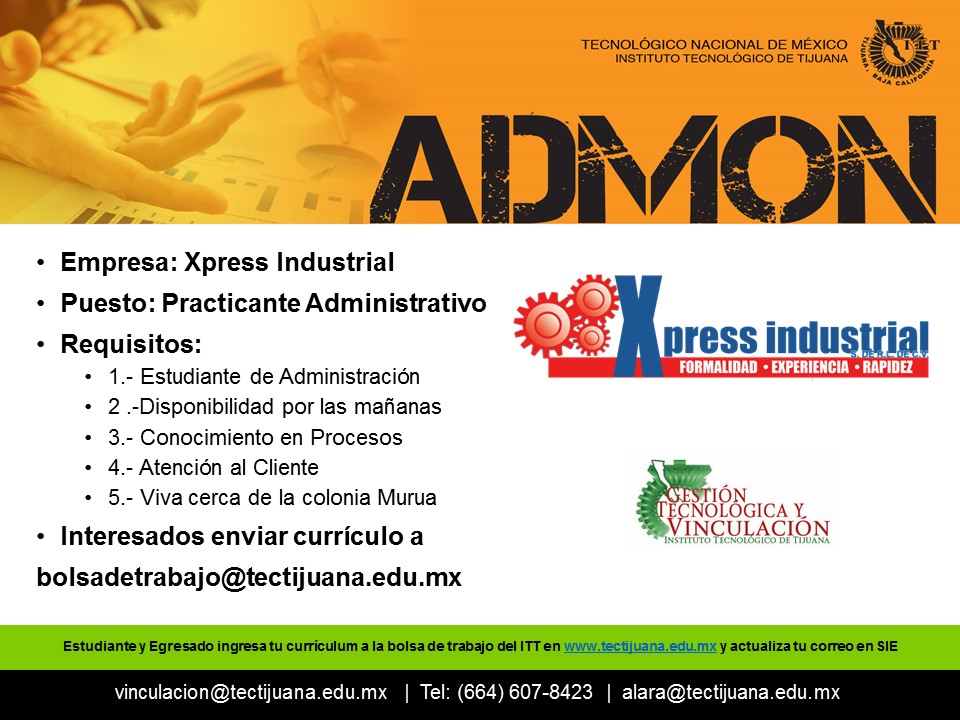 TECNOLÓGICO NACIONAL DE MÉXICO
INSTITUTO TECNOLÓGICO DE TIJUANA
ITT
TIJUANA, BAJA CALIFORNIA
ADMON
• Empresa: Xpress Industrial
• Puesto: Practicante Administrativo
• Requisitos:
• 1.- Estudiante de Administración
• 2 .-Disponibilidad por las mañanas
• 3.- Conocimiento en Procesos
• 4.- Atención al Cliente
• 5.- Viva cerca de la colonia Murua
• Interesados enviar currículo a
bolsadetrabajo@tectijuana.edu.mx
Xpress industrial
S. DE R.L. DE C.V.
FORMALIDAD • EXPERIENCIA • RAPIDEZ
GESTIÓN
TECNOLÓGICA Y
VINCULACIÓN
INSTITUTO TECNOLÓGICO DE TIJUANA
Estudiante y Egresado ingresa tu currículum a la bolsa de trabajo del ITT en www.tectijuana.edu.mx y actualiza tu correo en SIE
vinculacion@tectijuana.edu.mx | Tel: (664) 607-8423 | alara@tectijuana.edu.mx